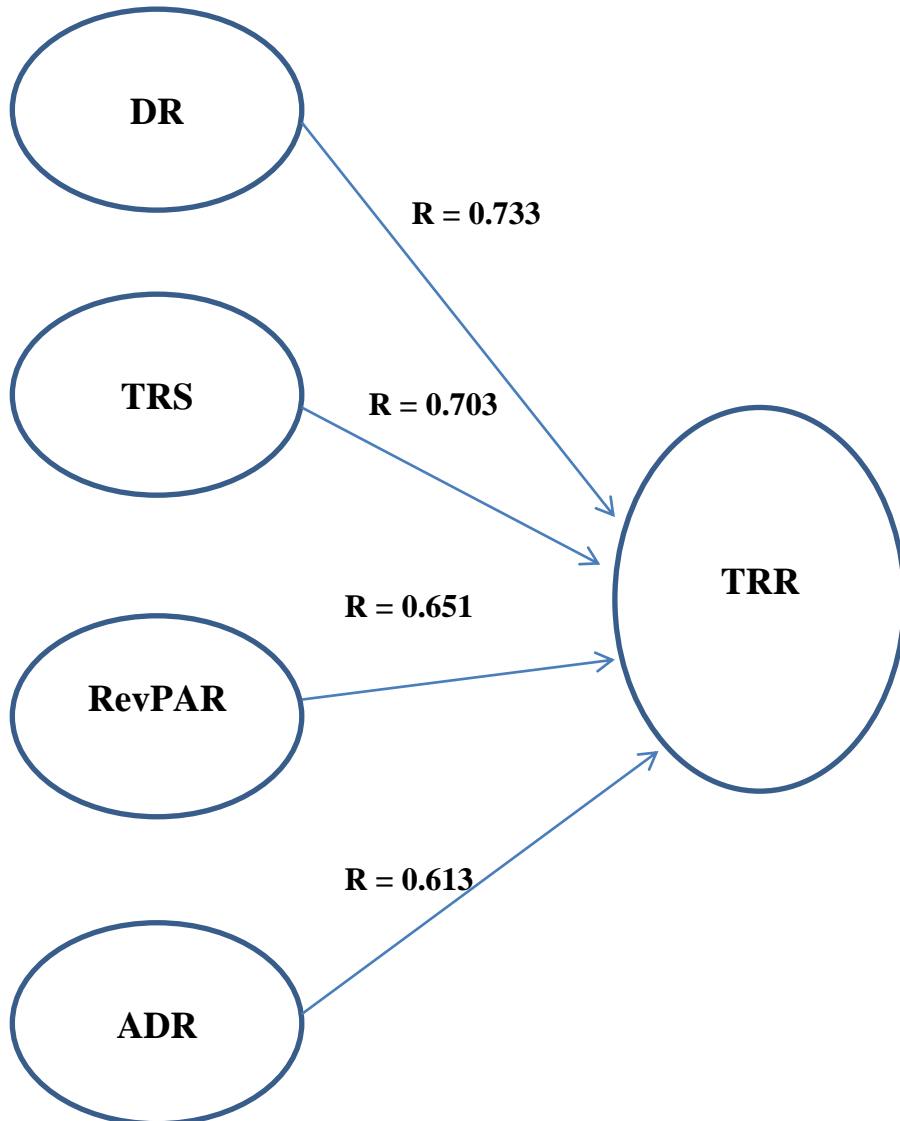 DR
R = 0.733
TRS
R = 0.703
TRR
R = 0.651
RevPAR
R = 0.613
ADR